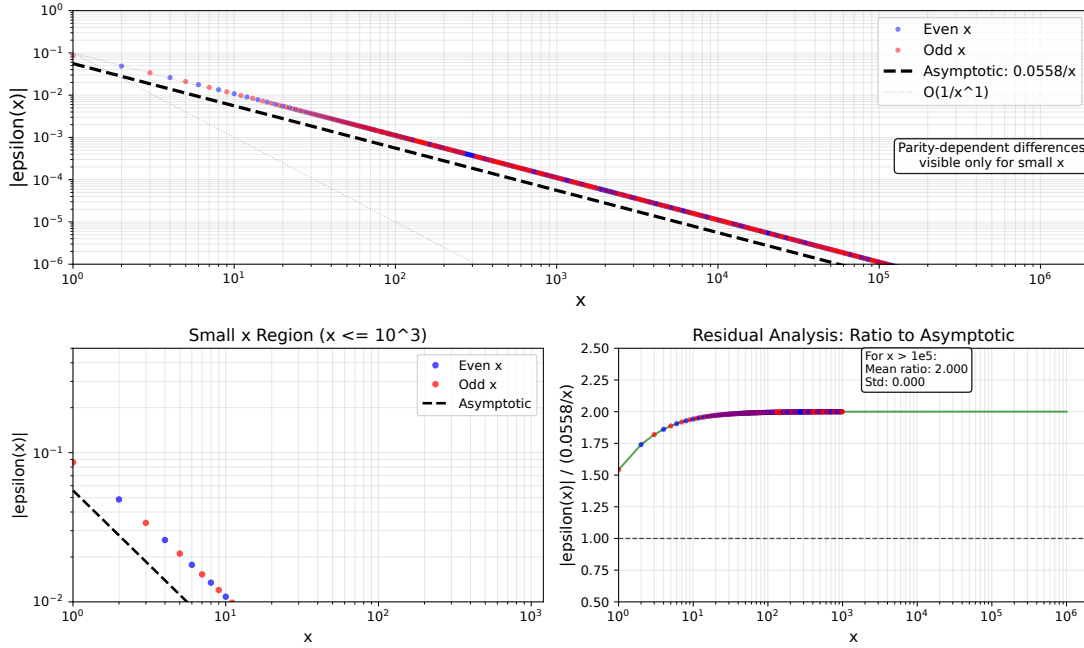 10^0
10^-1
10^-2
10^-3
10^-4
10^-5
10^-6
|epsilon(x)|
Even x
Odd x
Asymptotic: 0.0558/x
O(1/x^1)
Parity-dependent differences
visible only for small x
10^0 10^1 10^2 10^3 10^4 10^5 10^6
x
Small x Region (x <= 10^3)
10^-1
10^-2
|epsilon(x)|
Even x
Odd x
Asymptotic
10^0 10^1 10^2 10^3
x
Residual Analysis: Ratio to Asymptotic
2.50
2.25
2.00
1.75
1.50
1.25
1.00
0.75
0.50
|epsilon(x)| / (0.0558/x)
For x > 1e5:
Mean ratio: 2.000
Std: 0.000
10^0 10^1 10^2 10^3 10^4 10^5 10^6
x